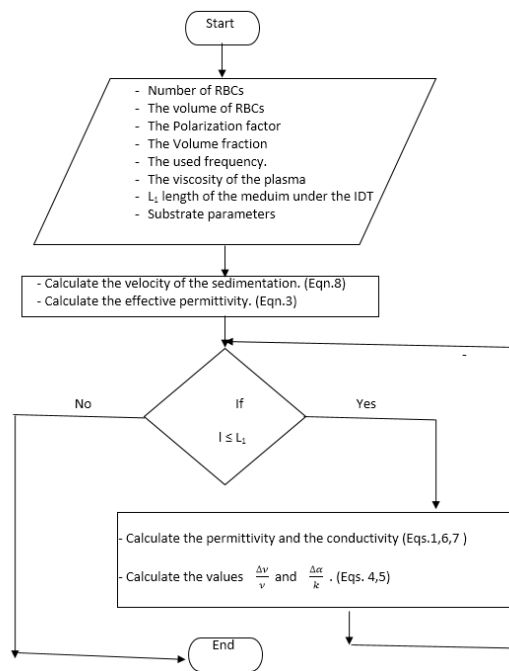 Start
- Number of RBCs
- The volume of RBCs
- The Polarization factor
- The Volume fraction
- The used frequency.
- The viscosity of the plasma
- L₁ length of the meduim under the IDT
- Substrate parameters
- Calculate the velocity of the sedimentation. (Eqn.8)
- Calculate the effective permittivity. (Eqn.3)
-
No
If
Yes
l ≤ L₁
- Calculate the permittivity and the conductivity (Eqs.1,6,7 )
- Calculate the values Δv/v and Δα/k . (Eqs. 4,5)
End